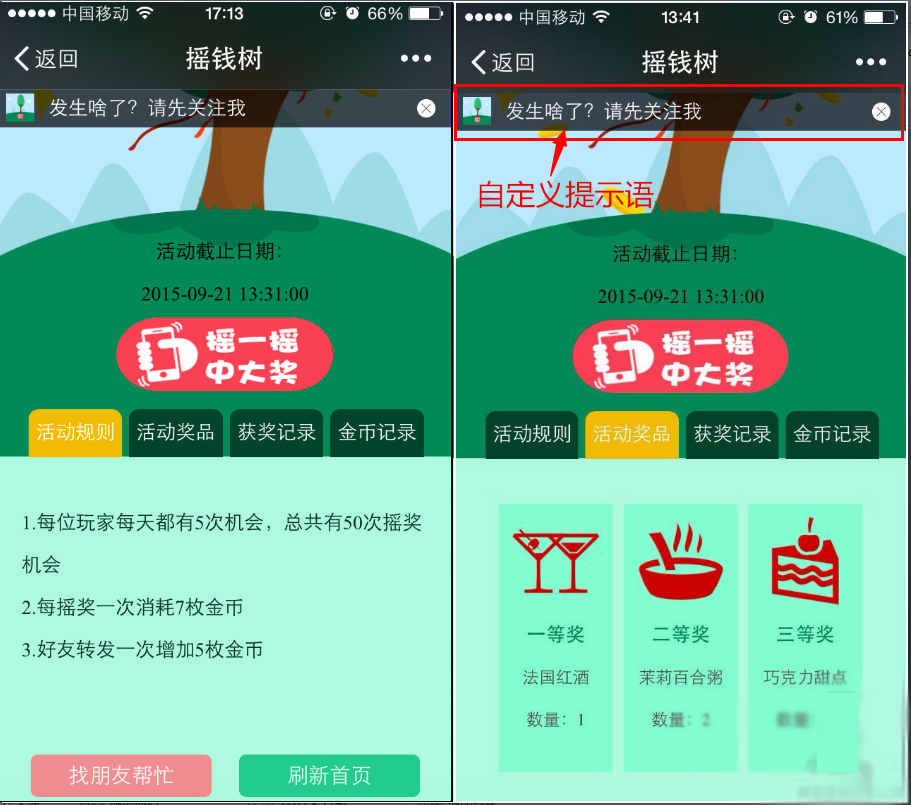 中国移动 17:13 66%
返回 摇钱树
发生啥了？请先关注我
活动截止日期：
2015-09-21 13:31:00
摇一摇
中大奖
活动规则 活动奖品 获奖记录 金币记录
1.每位玩家每天都有5次机会，总共有50次摇奖
机会
2.每摇奖一次消耗7枚金币
3.好友转发一次增加5枚金币
找朋友帮忙 刷新首页
中国移动 13:41 61%
返回 摇钱树
发生啥了？请先关注我
自定义提示语
活动截止日期：
2015-09-21 13:31:00
摇一摇
中大奖
活动规则 活动奖品 获奖记录 金币记录
一等奖 二等奖 三等奖
法国红酒 茉莉百合粥 巧克力甜点
数量：1 数量：2 数量：